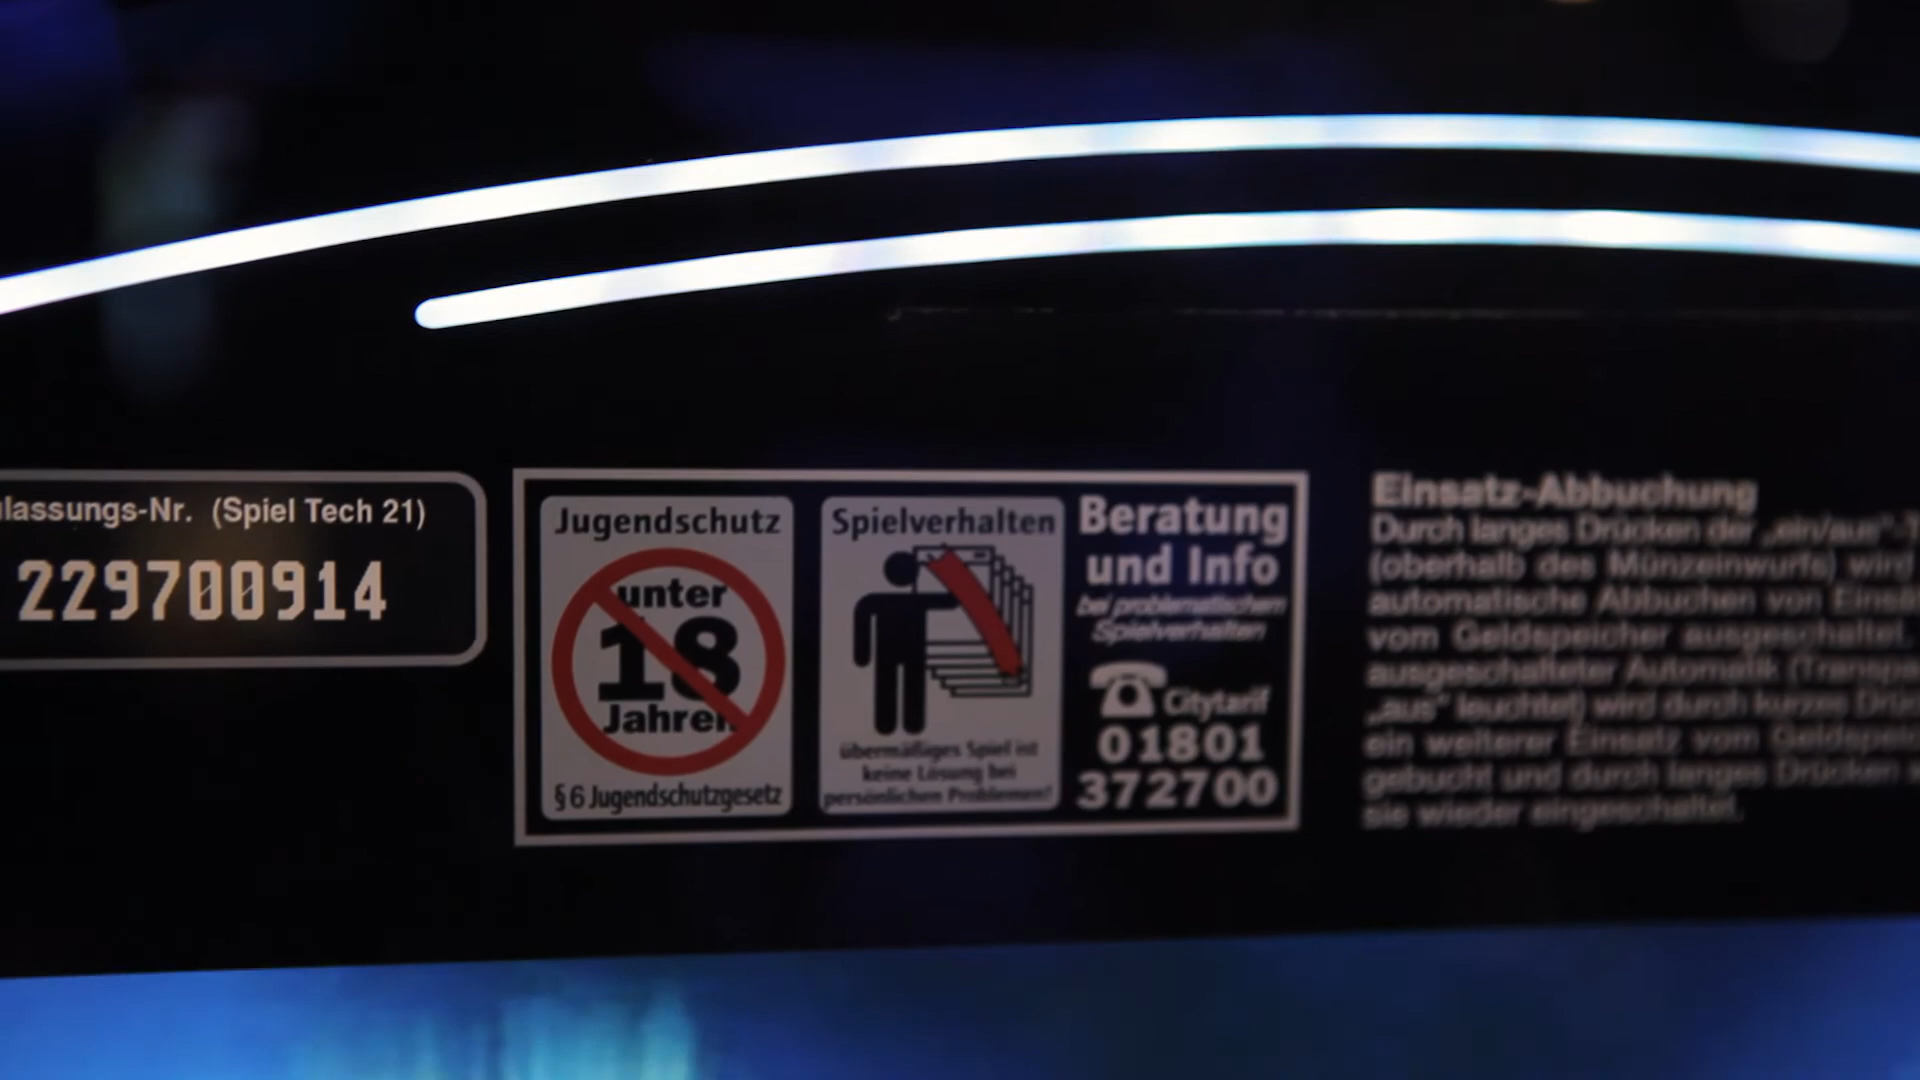 lassungs-Nr. (Spiel Tech 21)
229700914
Jugendschutz
unter
18
Jahren
§ 6 Jugendschutzgesetz
Spielverhalten
übermäßiges Spiel ist
keine Lösung bei
persönlichen Problemen!
Beratung
und Info
bei problematischem
Spielverhalten
Citytarif
01801
372700
Einsatz-Abbuchung
Durch langes Drücken der „ein/aus"-T
(oberhalb des Münzeinwurfs) wird
automatische Abbuchen von Einsä
vom Geldspeicher ausgeschaltet.
ausgeschalteter Automatik (Transpa
„aus" leuchtet) wird durch kurzes Drüc
ein weiterer Einsatz vom Geldspeic
gebucht und durch langes Drücken
sie wieder eingeschaltet.